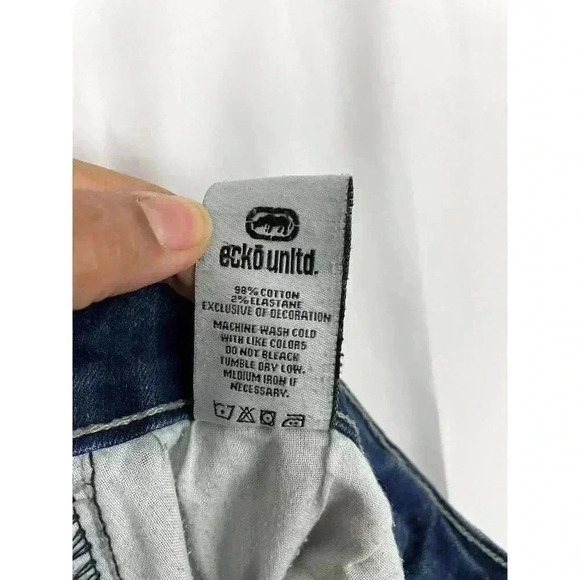 eckō unltd.
98% COTTON
2% ELASTANE
EXCLUSIVE OF DECORATION
MACHINE WASH COLD
WITH LIKE COLORS
DO NOT BLEACH
TUMBLE DRY LOW.
MEDIUM IRON IF
NECESSARY.